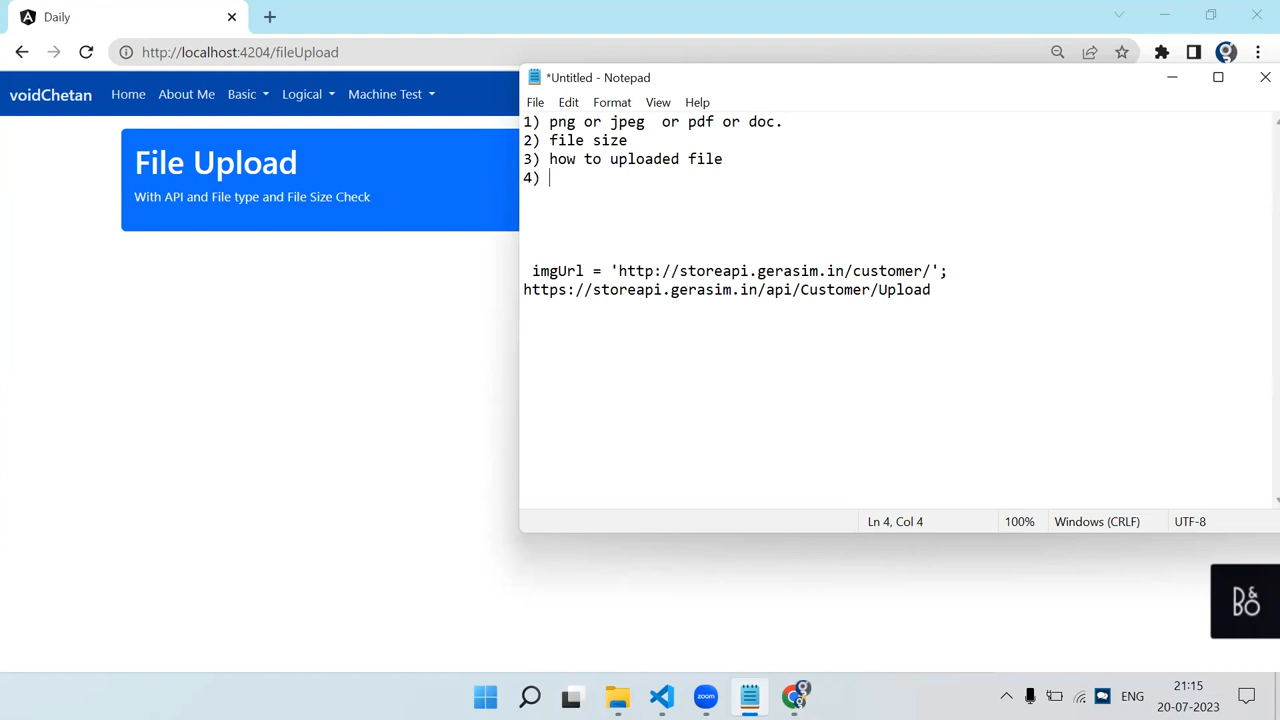 Daily
http://localhost:4204/fileUpload
voidChetan Home About Me Basic Logical Machine Test
File Upload
With API and File type and File Size Check
*Untitled - Notepad
File Edit Format View Help
1) png or jpeg  or pdf or doc.
2) file size
3) how to uploaded file
4)
imgUrl = 'http://storeapi.gerasim.in/customer/';
https://storeapi.gerasim.in/api/Customer/Upload
Ln 4, Col 4 100% Windows (CRLF) UTF-8
B&O
zoom
ENG
21:15
20-07-2023